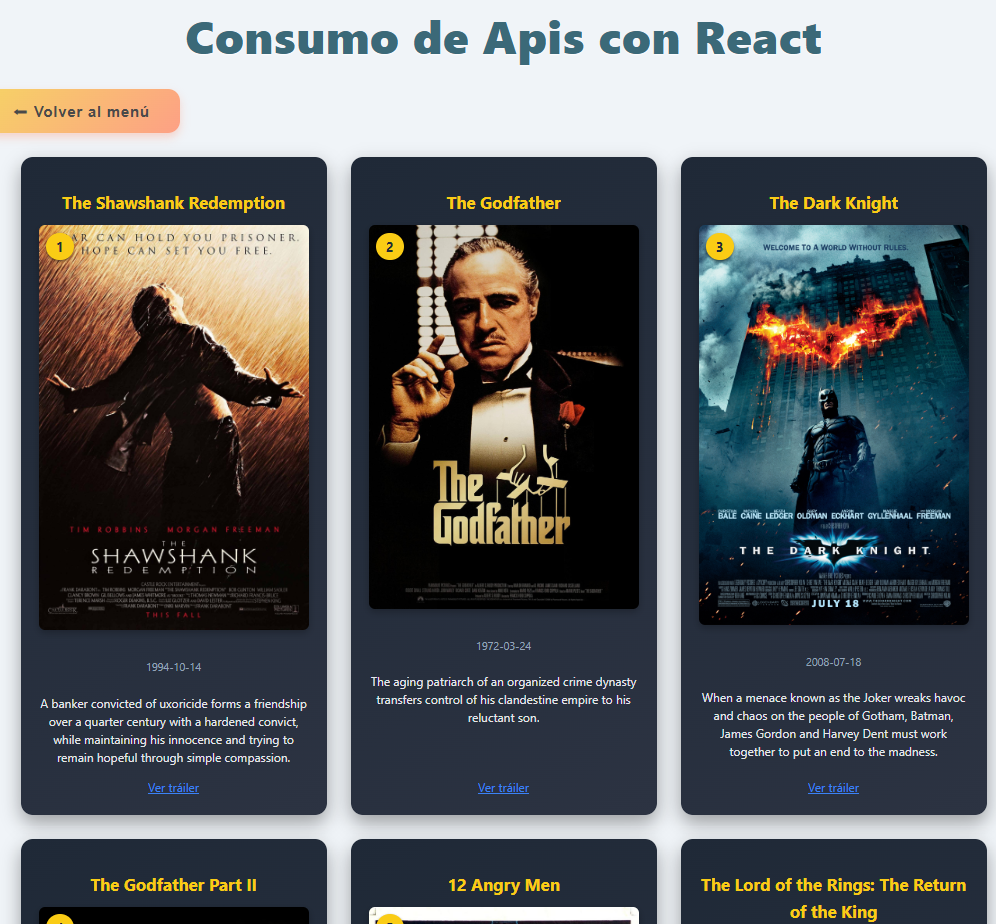 Consumo de Apis con React
⬅ Volver al menú
The Shawshank Redemption
The Godfather
The Dark Knight
1
AR CAN HOLD YOU PRISONER.
HOPE CAN SET YOU FREE.
TIM ROBBINS MORGAN FREEMAN
THE
SHAWSHANK
REDEMPTION
THIS FALL
2
The
Godfather
3
WELCOME TO A WORLD WITHOUT RULES.
BALE CAINE LEDGER OLDMAN ECKHART GYLLENHAAL FREEMAN
THE DARK KNIGHT
JULY 18
1994-10-14
1972-03-24
2008-07-18
A banker convicted of uxoricide forms a friendship
over a quarter century with a hardened convict,
while maintaining his innocence and trying to
remain hopeful through simple compassion.
The aging patriarch of an organized crime dynasty
transfers control of his clandestine empire to his
reluctant son.
When a menace known as the Joker wreaks havoc
and chaos on the people of Gotham, Batman,
James Gordon and Harvey Dent must work
together to put an end to the madness.
Ver tráiler
Ver tráiler
Ver tráiler
The Godfather Part II
12 Angry Men
The Lord of the Rings: The Return
of the King